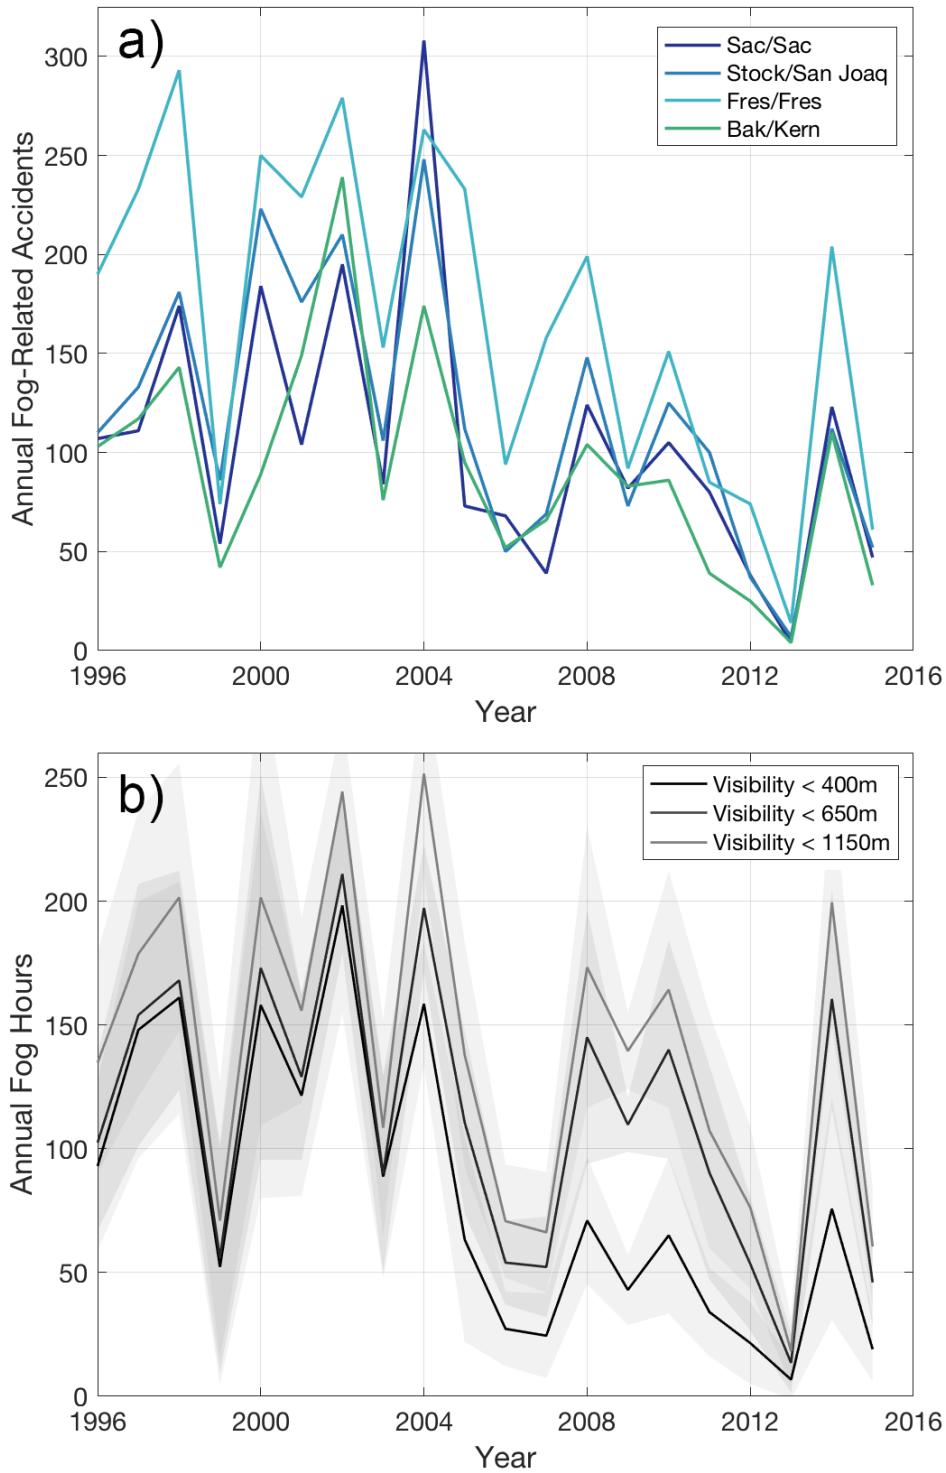 a)
Sac/Sac
Stock/San Joaq
Fres/Fres
Bak/Kern
Annual Fog-Related Accidents
300
250
200
150
100
50
0
1996 2000 2004 2008 2012 2016
Year
b)
Visibility < 400m
Visibility < 650m
Visibility < 1150m
Annual Fog Hours
250
200
150
100
50
0
1996 2000 2004 2008 2012 2016
Year